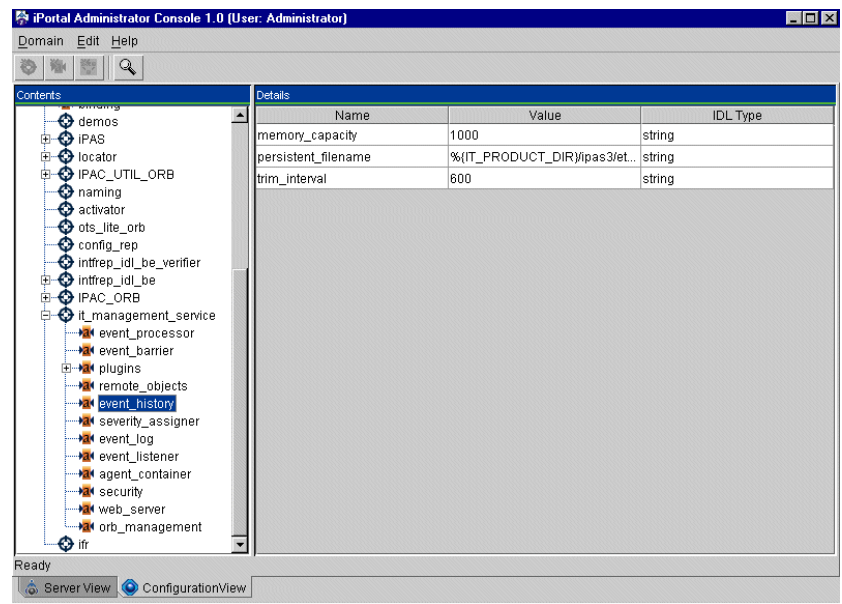 iPortal Administrator Console 1.0 (User: Administrator)
Domain Edit Help
Contents
demos
iPAS
locator
IPAC_UTIL_ORB
naming
activator
ots_lite_orb
config_rep
intfrep_idl_be_verifier
intfrep_idl_be
IPAC_ORB
it_management_service
event_processor
event_barrier
plugins
remote_objects
event_history
severity_assigner
event_log
event_listener
agent_container
security
web_server
orb_management
ifr
Details
Name Value IDL Type
memory_capacity 1000 string
persistent_filename %{IT_PRODUCT_DIR}/ipas3/et... string
trim_interval 600 string
Ready
Server View ConfigurationView